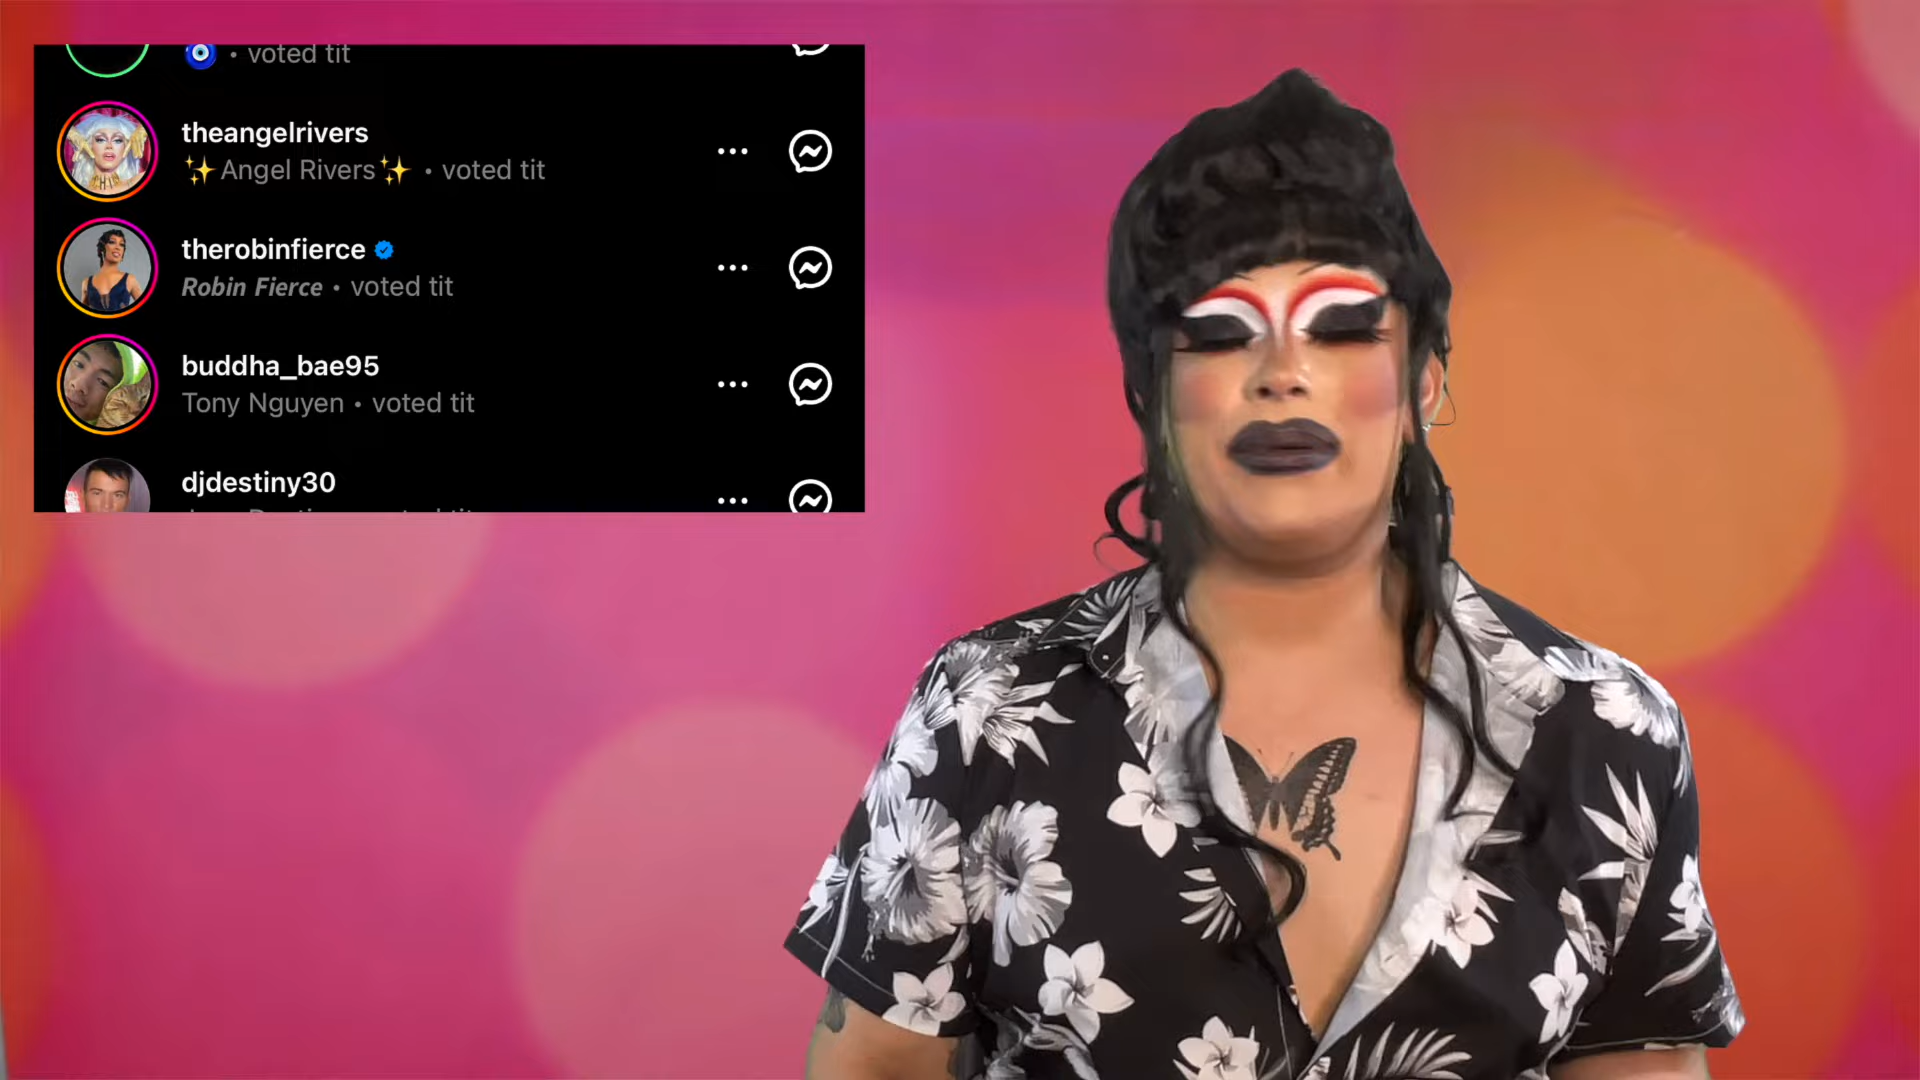 🧿 • voted tit
theangelrivers
✨Angel Rivers✨ • voted tit
therobinfierce
Robin Fierce • voted tit
buddha_bae95
Tony Nguyen • voted tit
djdestiny30